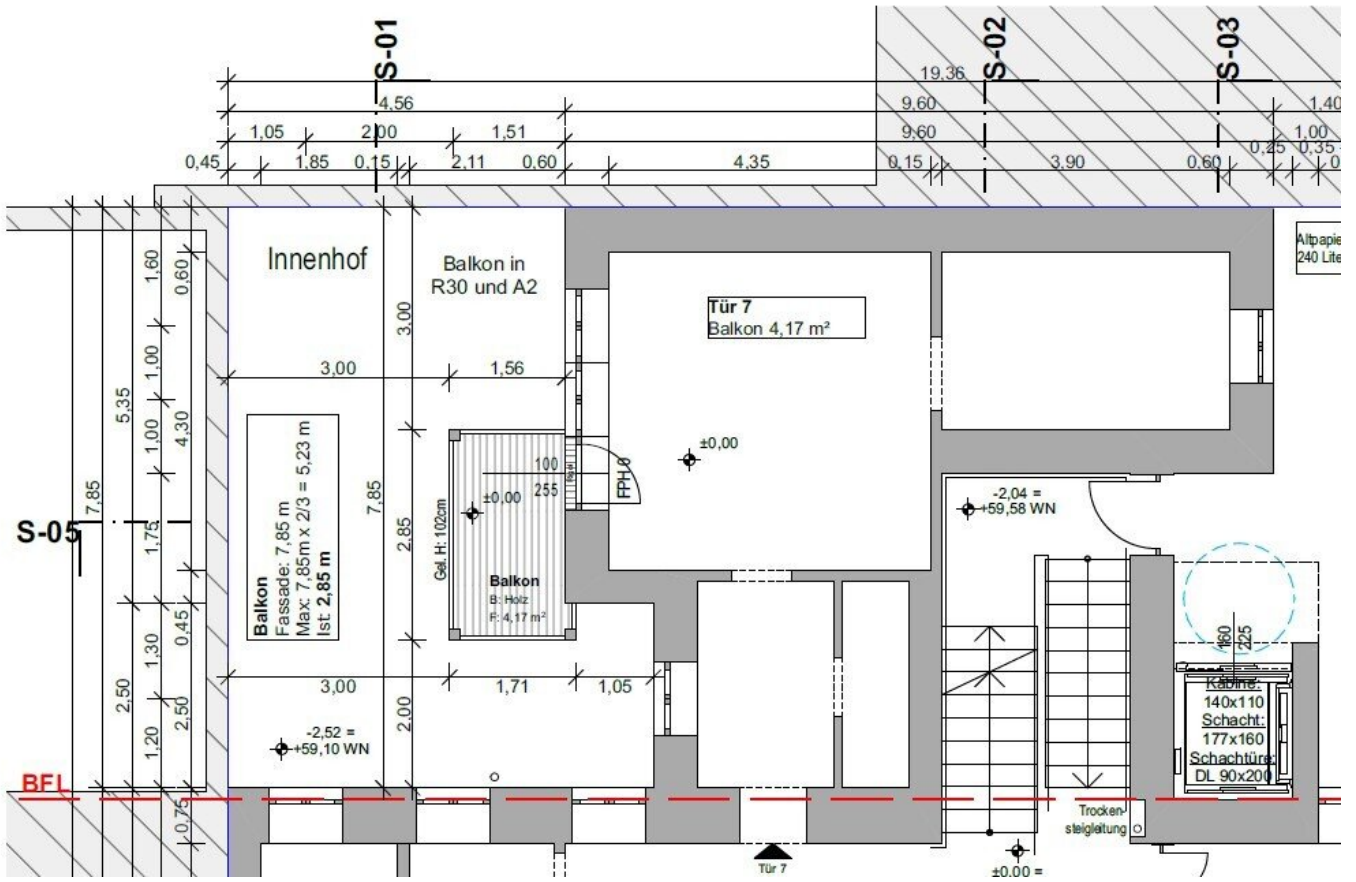 S-01
S-02
S-03
19,36
4,56
9,60
1,40
1,05
2,00
1,51
9,60
1,00
0,25
0,35
0,45
1,85
0,15
2,11
0,60
4,35
0,15
3,90
0,60
Innenhof
Balkon in
R30 und A2
Altpapie
240 Lite
Tür 7
Balkon 4,17 m²
1,60
0,60
3,00
3,00
1,56
1,00
5,35
1,00
4,30
7,85
7,85
S-05
1,75
Balkon
Fassade: 7,85 m
Max: 7,85m x 2/3 = 5,23 m
Ist: 2,85 m
2,85
Gel. H: 102cm
±0,00
100
255
FPH 0
±0,00
Balkon
B: Holz
F: 4,17 m²
-2,04 =
+59,58 WN
0,45
1,30
2,50
2,50
1,20
3,00
1,71
1,05
2,00
-2,52 =
+59,10 WN
160
225
Kabine:
140x110
Schacht:
177x160
Schachttüre:
DL 90x200
BFL
0,75
Trocken-
steigleitung
Tür 7
±0,00 =